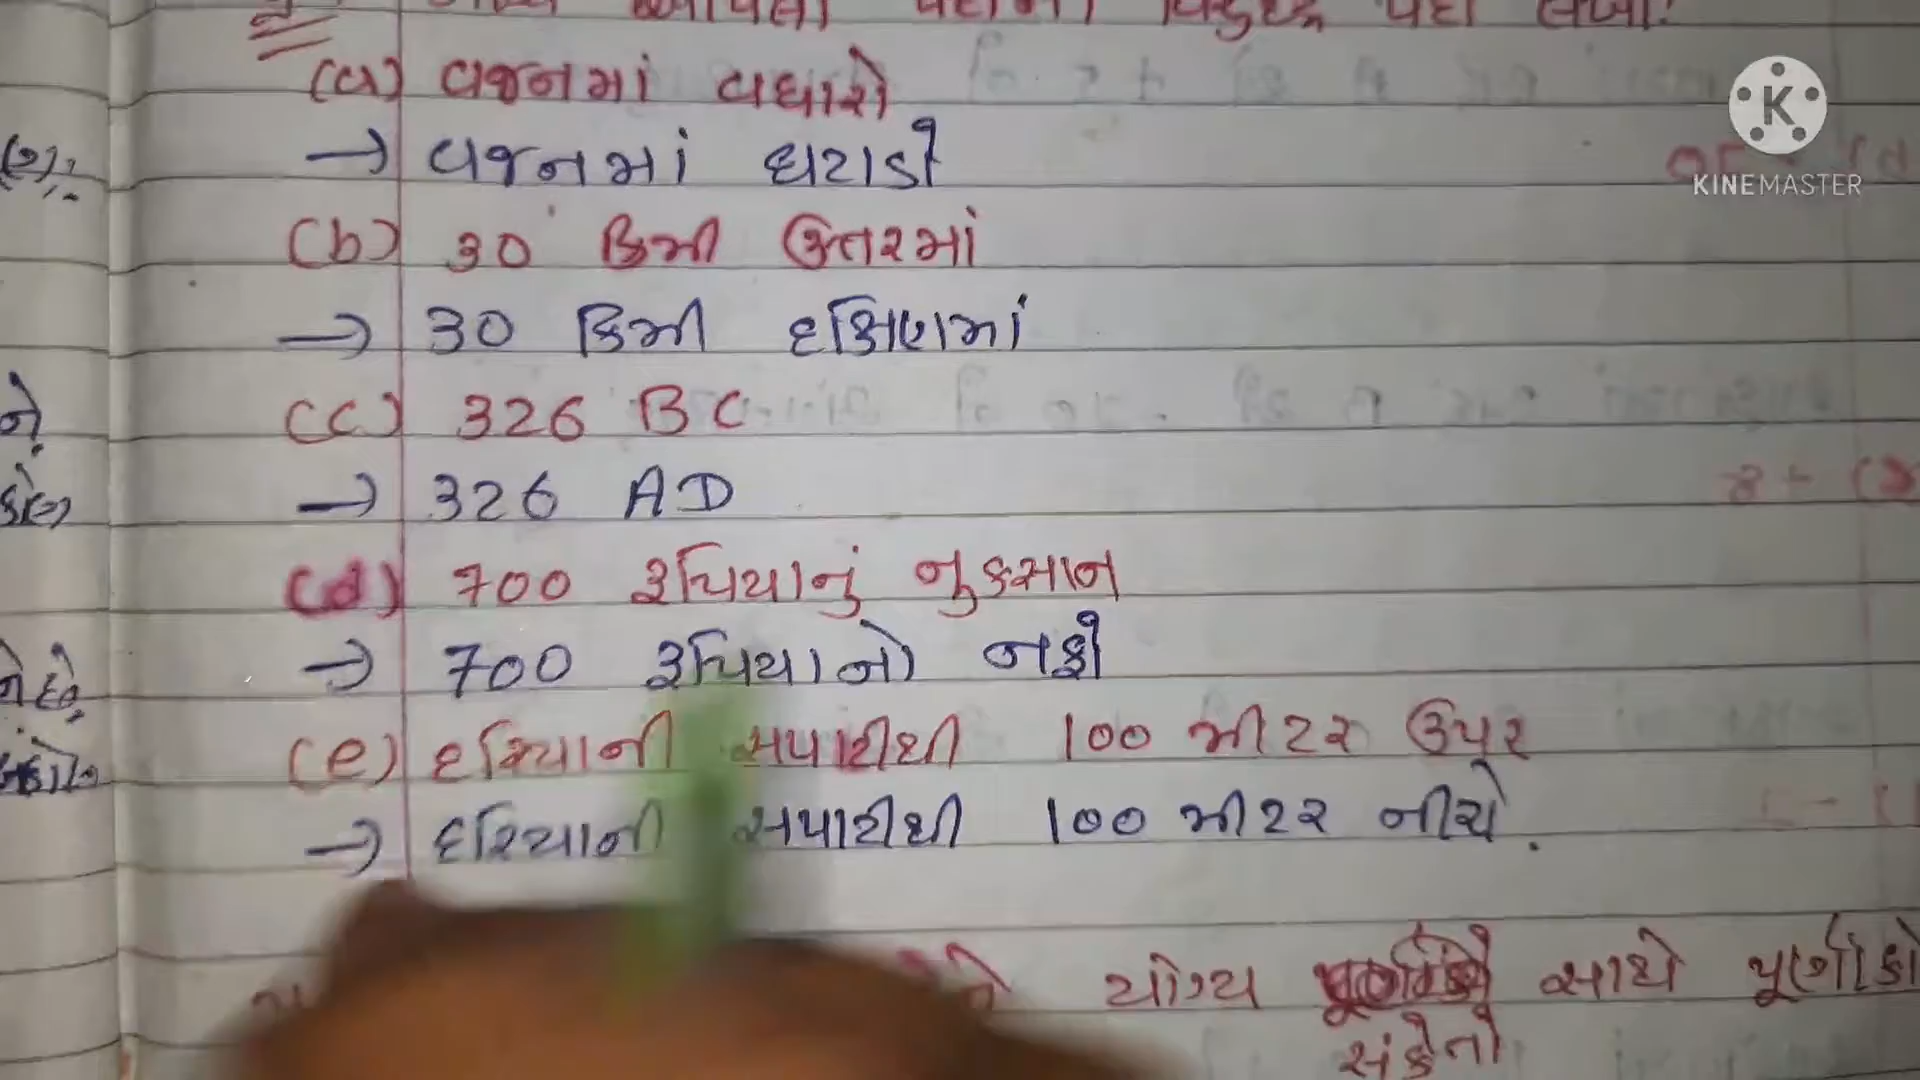 વિરુદ્ધ
(a) વજનમાં વધારો
→ વજનમાં ઘટાડો
(b) 30 કિમી ઉત્તરમાં
→ 30 કિમી દક્ષિણમાં
(c) 326 BC
→ 326 AD
(d) 700 રૂપિયાનું નુકસાન
→ 700 રૂપિયાનો નફો
(e) દરિયાની સપાટીથી 100 મીટર ઉપર
→ દરિયાની સપાટીથી 100 મીટર નીચે.
યોગ્ય સાથે પૂર્ણાંકો
સંકેતો
KINEMASTER